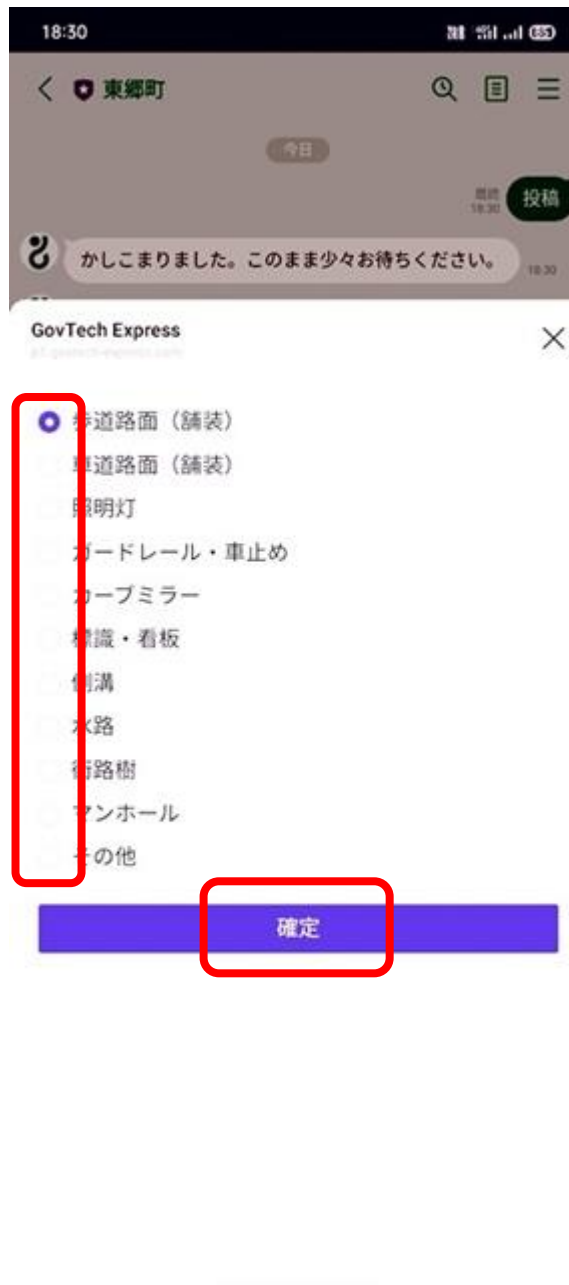 18:30
東郷町
今日
既読
18:30
投稿
かしこまりました。このまま少々お待ちください。
18:30
GovTech Express
歩道路面（舗装）
車道路面（舗装）
照明灯
ガードレール・車止め
カーブミラー
標識・看板
側溝
水路
街路樹
マンホール
その他
確定